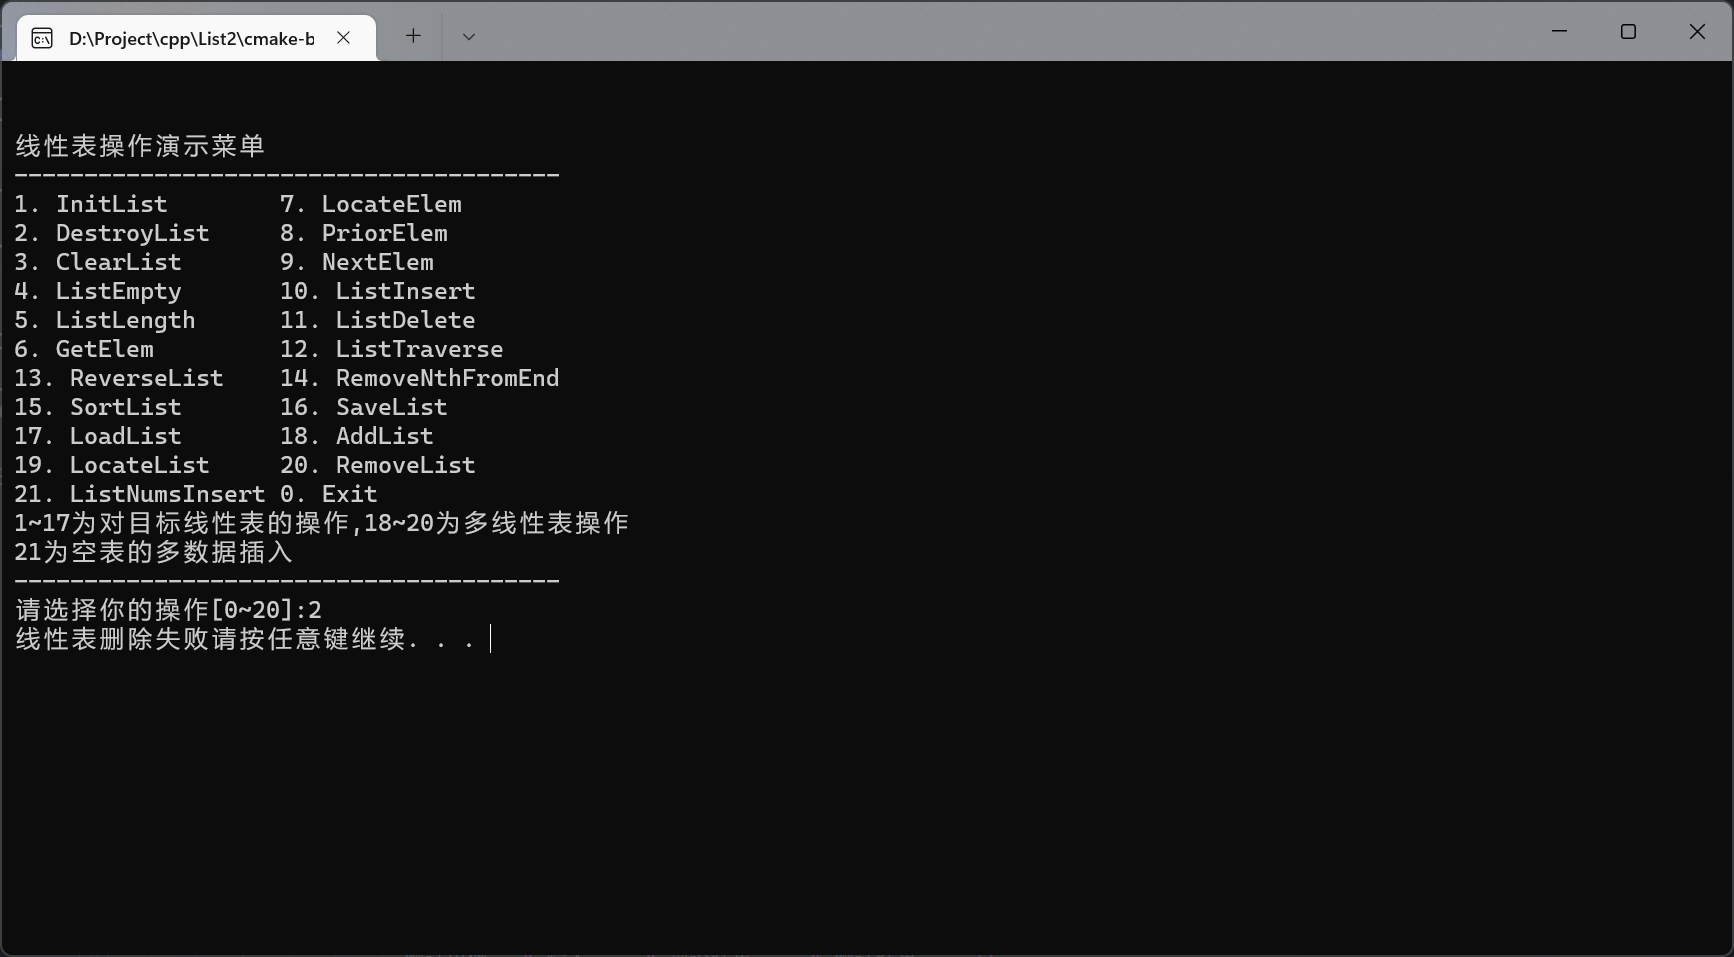 D:\Project\cpp\List2\cmake-b
线性表操作演示菜单
---------------------------------------
1. InitList        7. LocateElem
2. DestroyList     8. PriorElem
3. ClearList       9. NextElem
4. ListEmpty       10. ListInsert
5. ListLength      11. ListDelete
6. GetElem         12. ListTraverse
13. ReverseList    14. RemoveNthFromEnd
15. SortList       16. SaveList
17. LoadList       18. AddList
19. LocateList     20. RemoveList
21. ListNumsInsert 0. Exit
1~17为对目标线性表的操作,18~20为多线性表操作
21为空表的多数据插入
---------------------------------------
请选择你的操作[0~20]:2
线性表删除失败请按任意键继续. . .